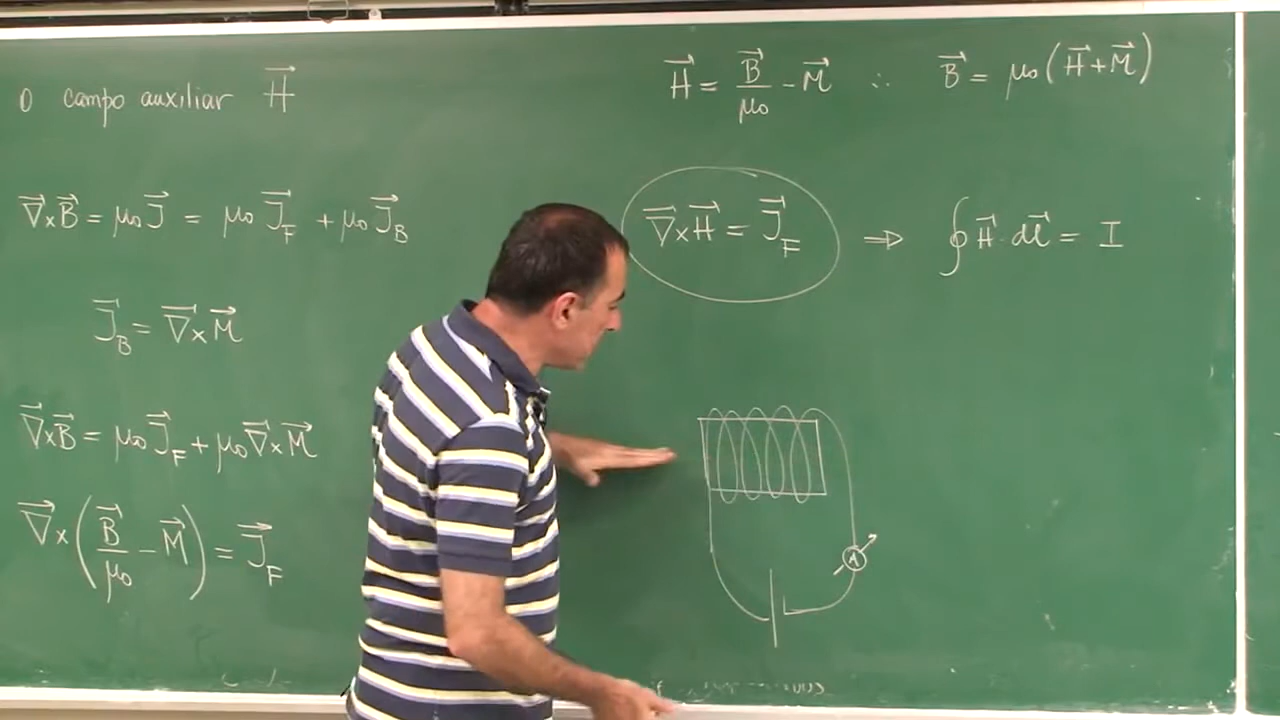 O campo auxiliar H⃗
∇⃗×B⃗ = μ₀J⃗ = μ₀J⃗_F + μ₀J⃗_B
J⃗_B = ∇⃗×M⃗
∇⃗×B⃗ = μ₀J⃗_F + μ₀∇⃗×M⃗
∇⃗×(B⃗/μ₀ − M⃗) = J⃗_F
H⃗ = B⃗/μ₀ − M⃗ ∴ B⃗ = μ₀(H⃗+M⃗)
∇⃗×H⃗ = J⃗_F ⇒ ∮H⃗·dl⃗ = I
A